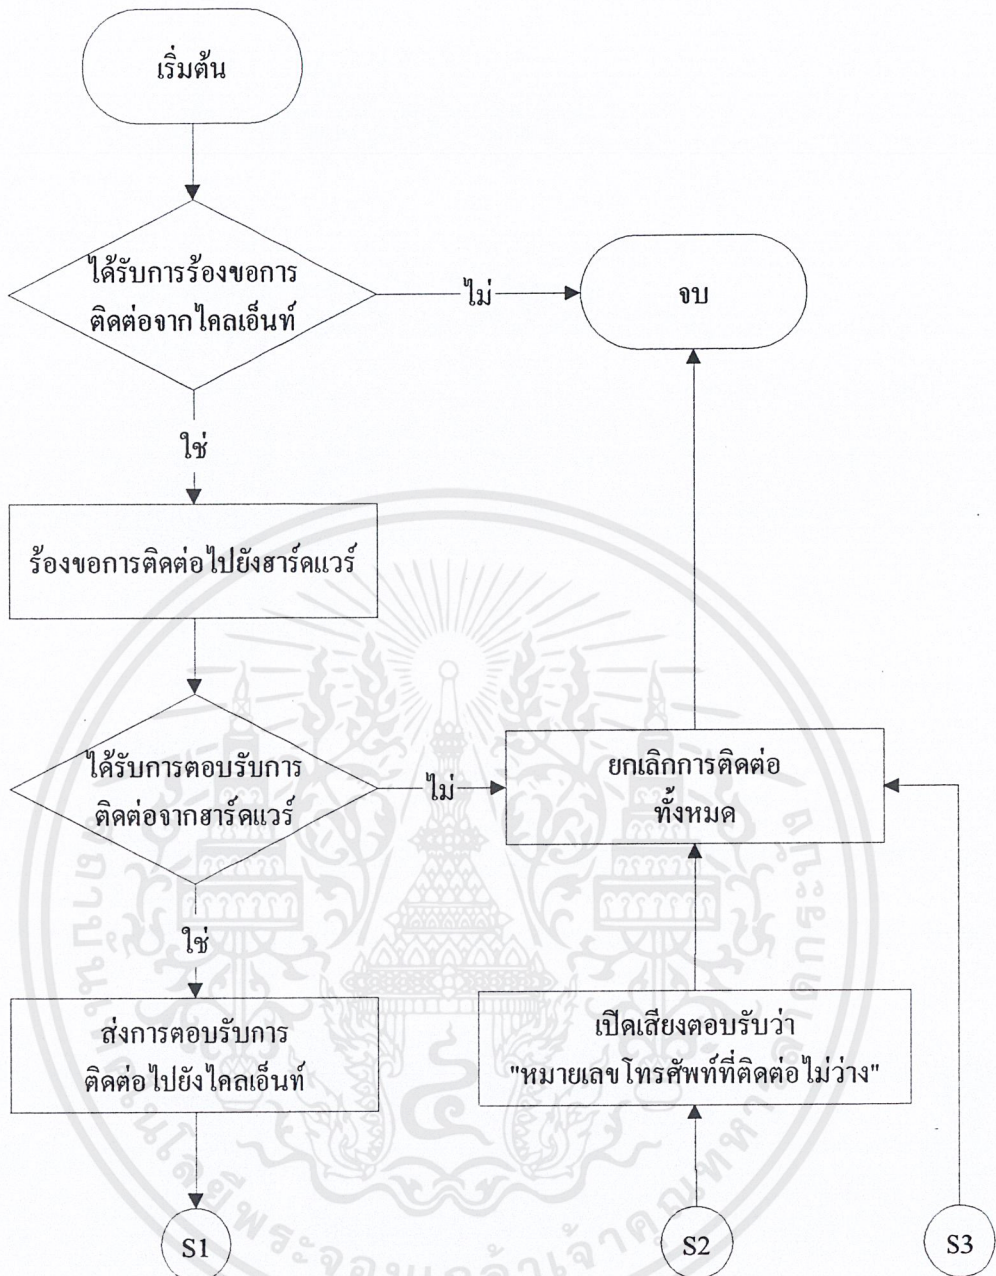 เริ่มต้น
ได้รับการร้องขอการ
ติดต่อจากไคลเอ็นท์
ไม่
จบ
ใช่
ร้องขอการติดต่อไปยังฮาร์ดแวร์
ได้รับการตอบรับการ
ติดต่อจากฮาร์ดแวร์
ไม่
ยกเลิกการติดต่อ
ทั้งหมด
ใช่
ส่งการตอบรับการ
ติดต่อไปยังไคลเอ็นท์
เปิดเสียงตอบรับว่า
"หมายเลขโทรศัพท์ที่ติดต่อไม่ว่าง"
S1
S2
S3